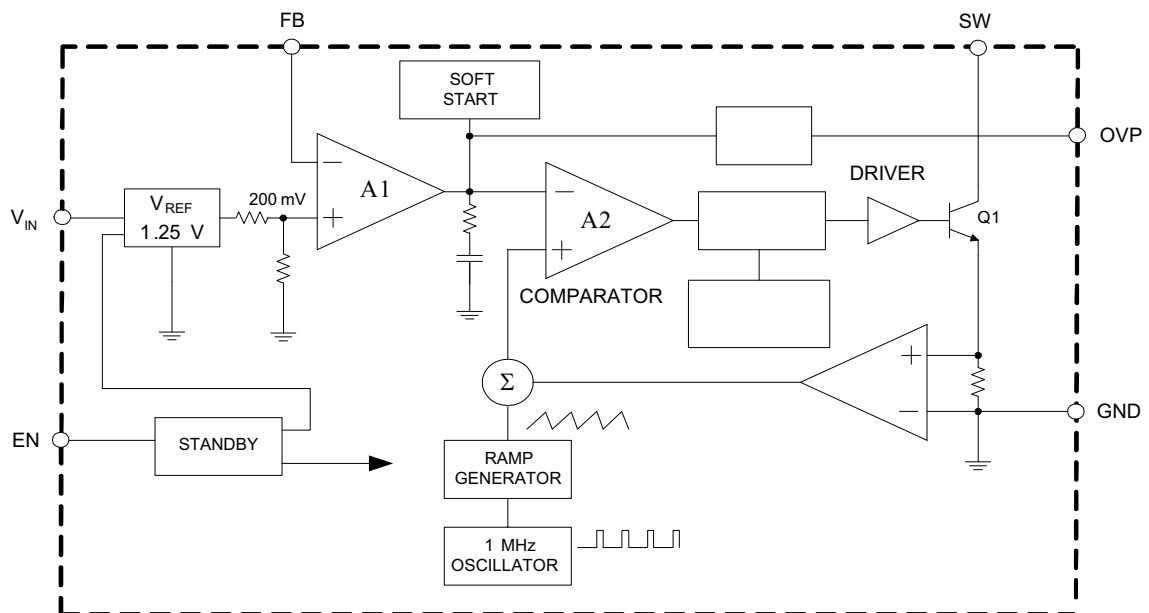 FB
SW
SOFT
START
OVP
DRIVER
A1
200 mV
V_IN
V_REF
1.25 V
A2
Q1
COMPARATOR
Σ
GND
EN
STANDBY
RAMP
GENERATOR
1 MHz
OSCILLATOR